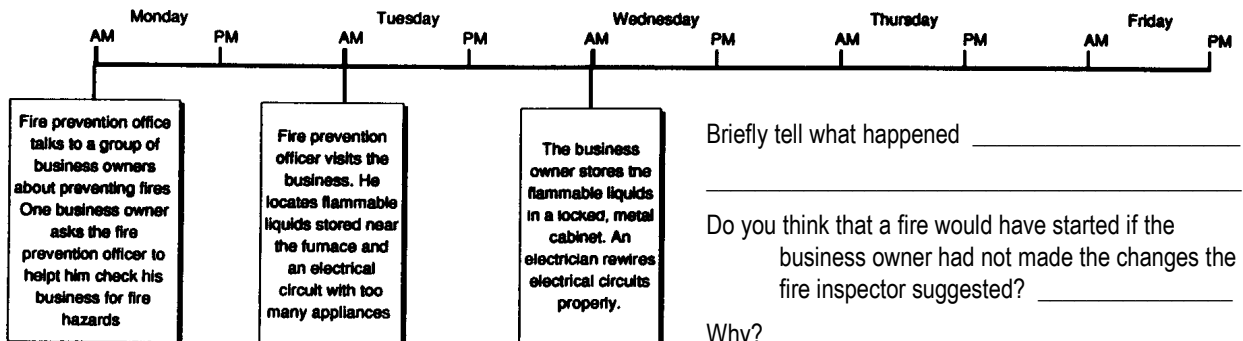 Monday Tuesday Wednesday Thursday Friday
AM PM AM PM AM PM AM PM AM PM
Fire prevention office
talks to a group of
business owners
about preventing fires
One business owner
asks the fire
prevention officer to
helpt him check his
business for fire
hazards
Fire prevention
officer visits the
business. He
locates flammable
liquids stored near
the furnace and
an electrical
circuit with too
many appliances
The business
owner stores the
flammable liquids
in a locked, metal
cabinet. An
electrician rewires
electrical circuits
properly.
Briefly tell what happened ____________________
________________________________________
Do you think that a fire would have started if the
business owner had not made the changes the
fire inspector suggested? _______________
Why?